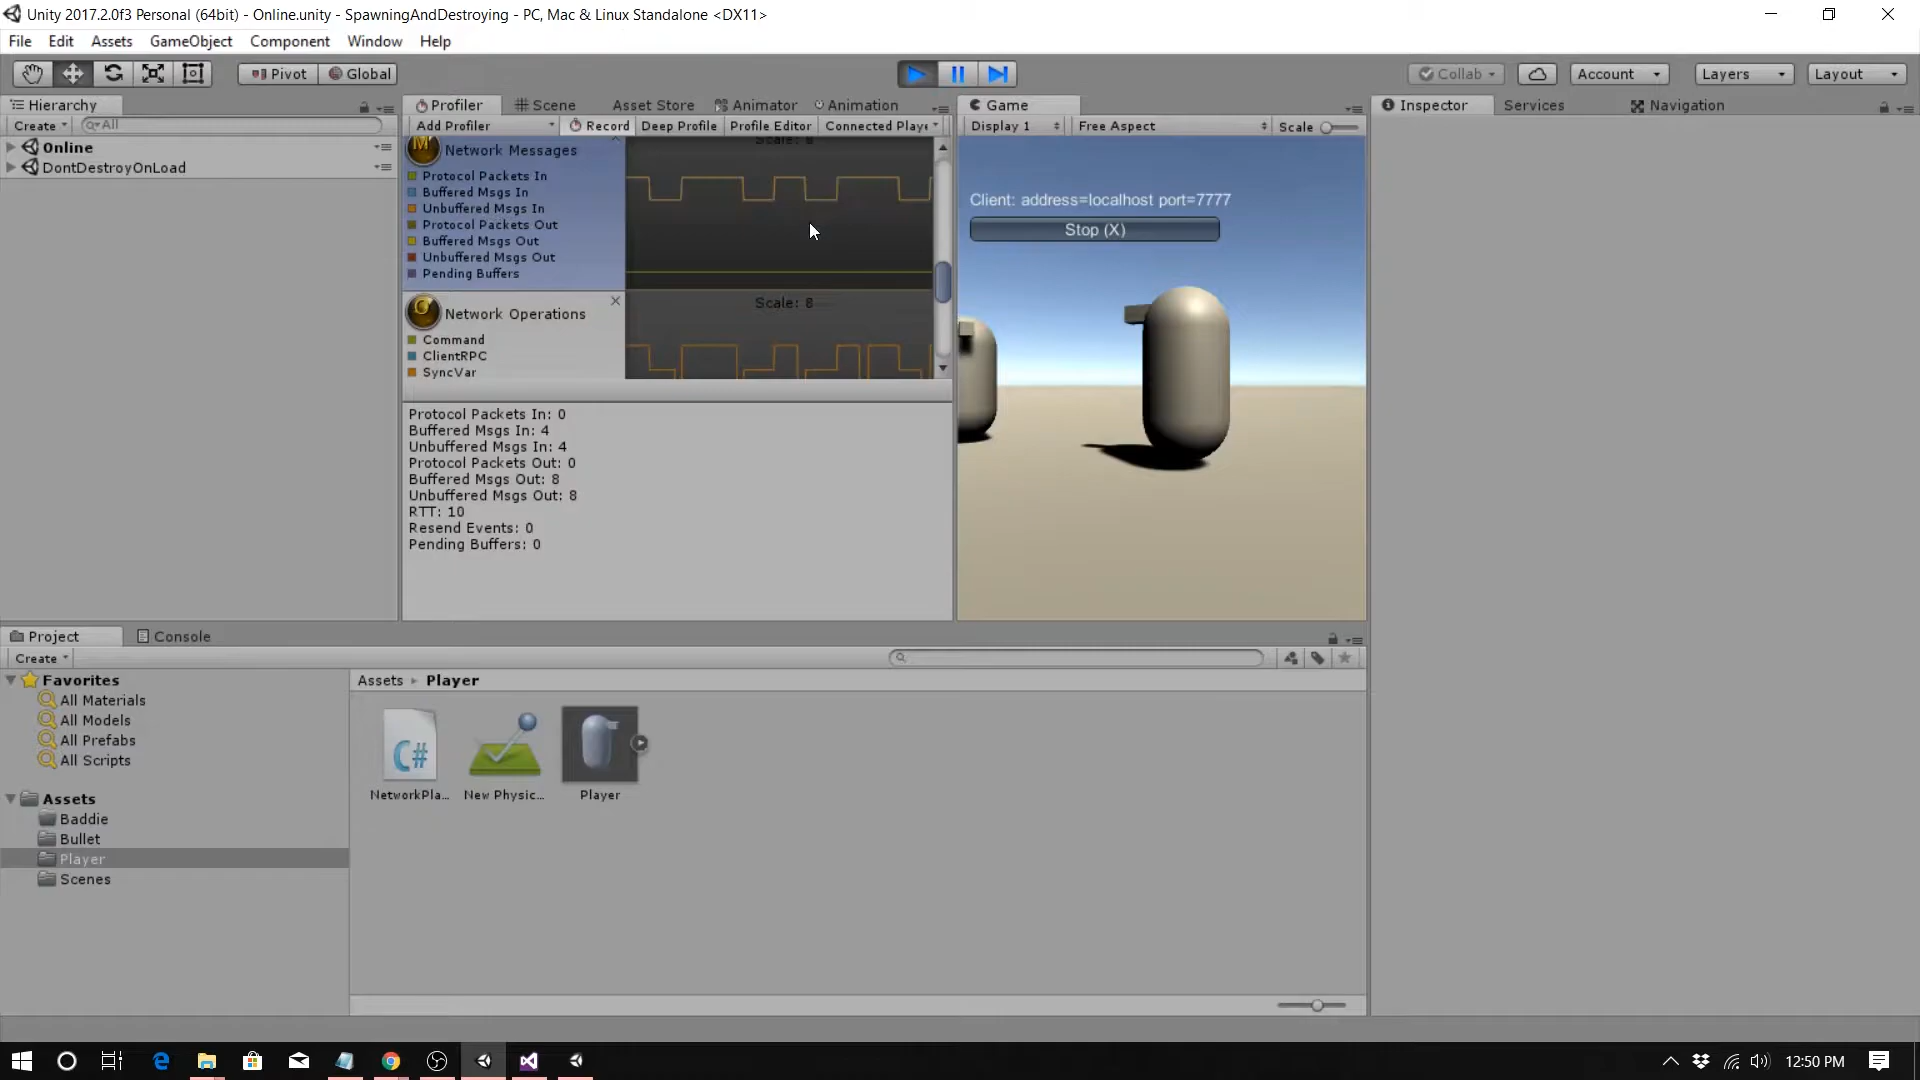 Unity 2017.2.0f3 Personal (64bit) - Online.unity - SpawningAndDestroying - PC, Mac & Linux Standalone <DX11>
File Edit Assets GameObject Component Window Help
Pivot Global Collab Account Layers Layout
Hierarchy
Create All
Online
DontDestroyOnLoad
Profiler Scene Asset Store Animator Animation
Add Profiler Record Deep Profile Profile Editor Connected Playe
Network Messages
Protocol Packets In
Buffered Msgs In
Unbuffered Msgs In
Protocol Packets Out
Buffered Msgs Out
Unbuffered Msgs Out
Pending Buffers
Network Operations
Scale: 8
Command
ClientRPC
SyncVar
Protocol Packets In: 0
Buffered Msgs In: 4
Unbuffered Msgs In: 4
Protocol Packets Out: 0
Buffered Msgs Out: 8
Unbuffered Msgs Out: 8
RTT: 10
Resend Events: 0
Pending Buffers: 0
Game
Display 1 Free Aspect Scale
Client: address=localhost port=7777
Stop (X)
Inspector Services Navigation
Project Console
Create
Favorites
All Materials
All Models
All Prefabs
All Scripts
Assets
Baddie
Bullet
Player
Scenes
Assets Player
C#
NetworkPla... New Physic... Player
12:50 PM